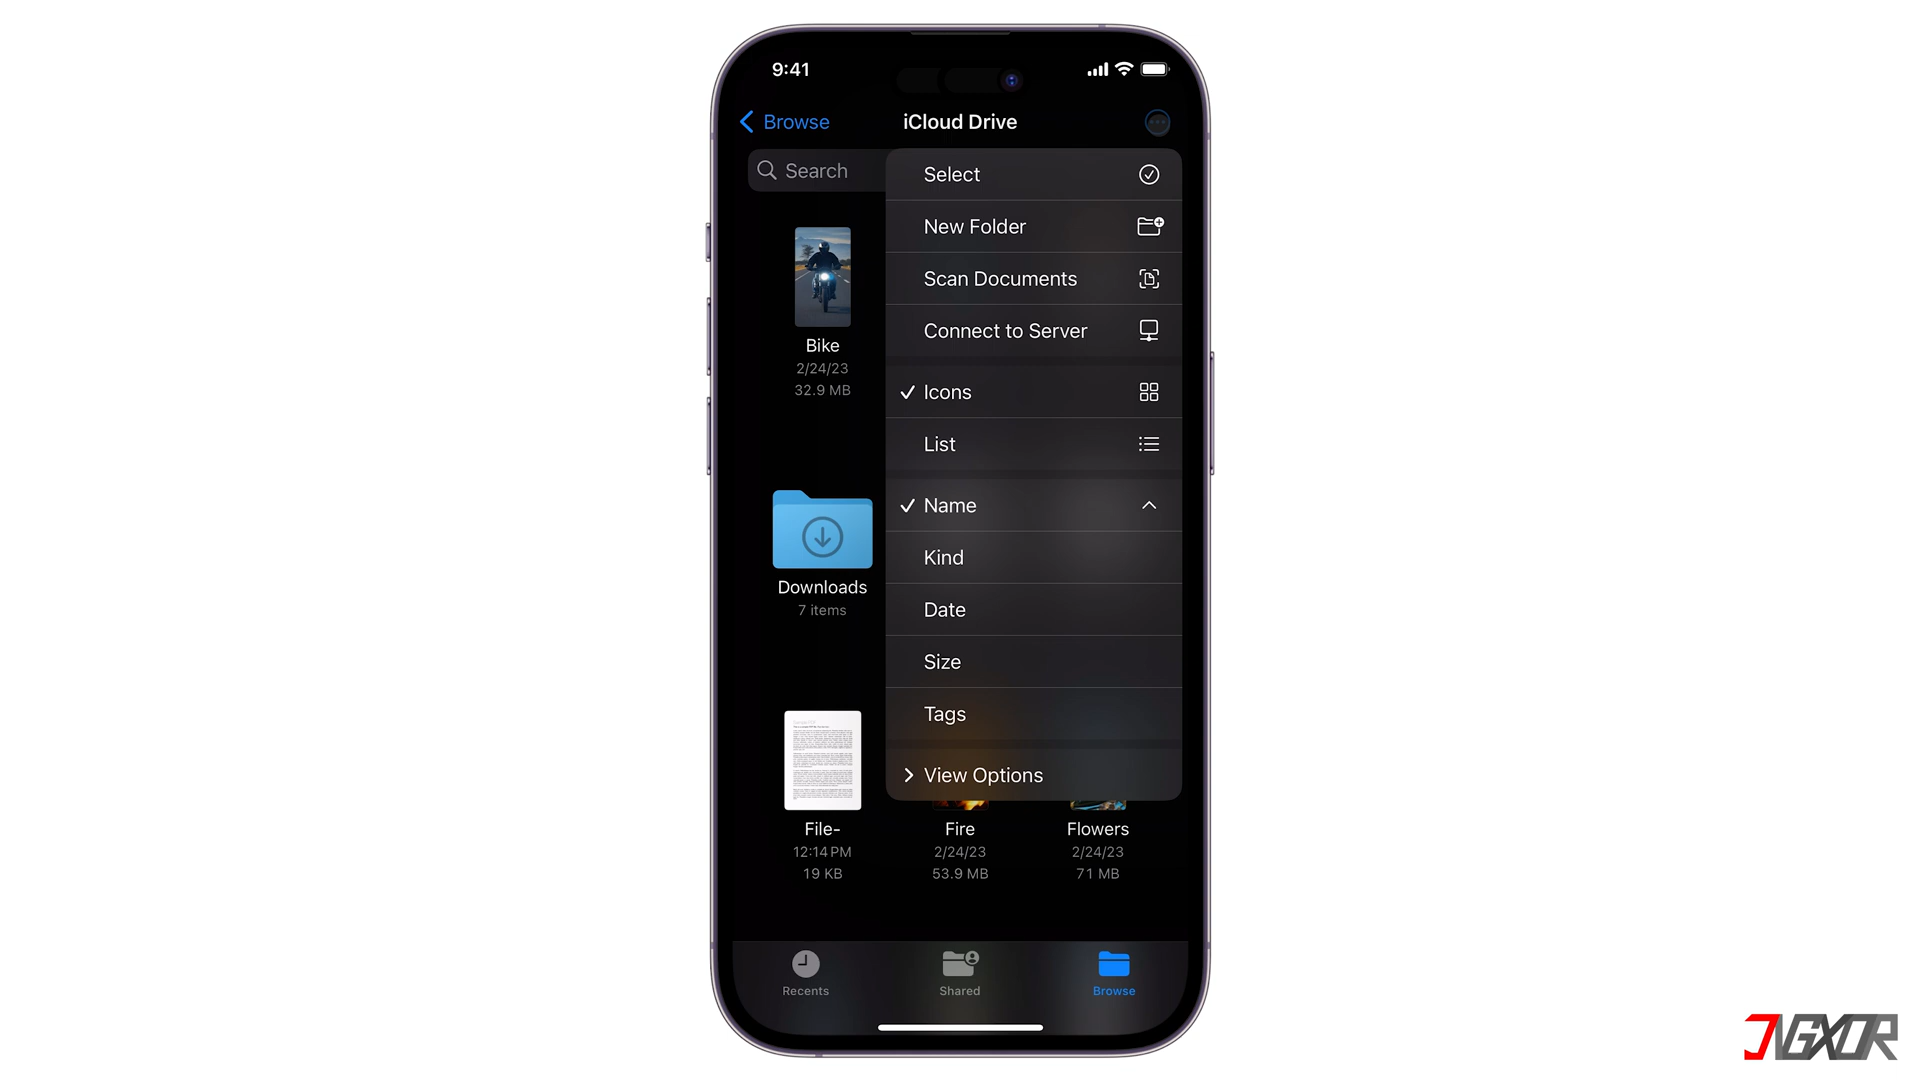 9:41
Browse
iCloud Drive
Search
Select
New Folder
Scan Documents
Connect to Server
Icons
List
Name
Kind
Date
Size
Tags
View Options
Bike
2/24/23
32.9 MB
Downloads
7 items
File-
12:14 PM
19 KB
Fire
2/24/23
53.9 MB
Flowers
2/24/23
71 MB
Recents
Shared
Browse
JIGXOR